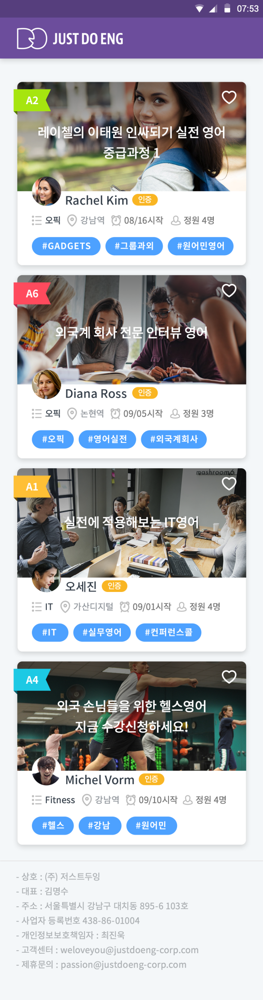 07:53
JUST DO ENG
A2
레이첼의 이태원 인싸되기 실전 영어
중급과정 1
Rachel Kim 인증
오픽 강남역 08/16시작 정원 4명
#GADGETS #그룹과외 #원어민영어
A6
외국계 회사 전문 인터뷰 영어
Diana Ross 인증
오픽 논현역 09/05시작 정원 3명
#오픽 #영어실전 #외국계회사
mashroom6
A1
실전에 적용해보는 IT영어
오세진 인증
IT 가산디지털 09/01시작 정원 4명
#IT #실무영어 #컨퍼런스콜
A4
외국 손님들을 위한 헬스영어
지금 수강신청하세요!
Michel Vorm 인증
Fitness 강남역 09/10시작 정원 4명
#헬스 #강남 #원어민
- 상호 : (주) 저스트두잉
- 대표 : 김명수
- 주소 : 서울특별시 강남구 대치동 895-6 103호
- 사업자 등록번호 438-86-01004
- 개인정보보호책임자 : 최진욱
- 고객센터 : weloveyou@justdoeng-corp.com
- 제휴문의 : passion@justdoeng-corp.com